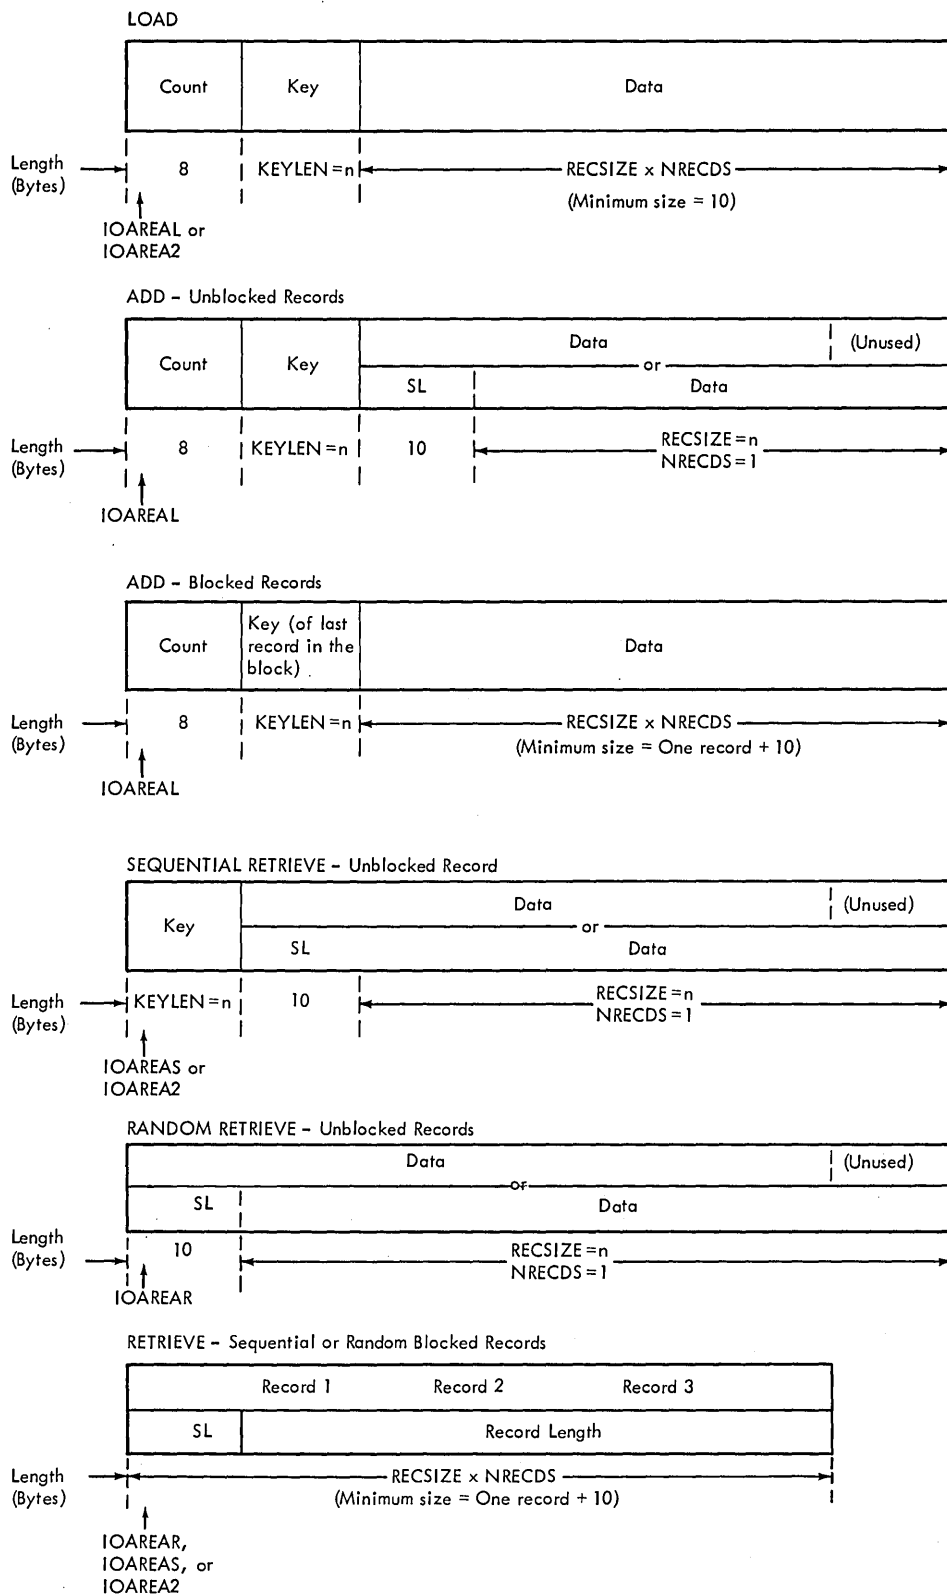 LOAD
Count Key Data
Length (Bytes) 8 KEYLEN=n RECSIZE x NRECDS
(Minimum size = 10)
IOAREAL or
IOAREA2
ADD - Unblocked Records
Data (Unused)
Count Key or
SL Data
Length (Bytes) 8 KEYLEN=n 10 RECSIZE=n
NRECDS=1
IOAREAL
ADD - Blocked Records
Count Key (of last record in the block) Data
Length (Bytes) 8 KEYLEN=n RECSIZE x NRECDS
(Minimum size = One record + 10)
IOAREAL
SEQUENTIAL RETRIEVE - Unblocked Record
Data (Unused)
Key or
SL Data
Length (Bytes) KEYLEN=n 10 RECSIZE=n
NRECDS=1
IOAREAS or
IOAREA2
RANDOM RETRIEVE - Unblocked Records
Data (Unused)
or
SL Data
Length (Bytes) 10 RECSIZE=n
NRECDS=1
IOAREAR
RETRIEVE - Sequential or Random Blocked Records
Record 1 Record 2 Record 3
SL Record Length
Length (Bytes) RECSIZE x NRECDS
(Minimum size = One record + 10)
IOAREAR,
IOAREAS, or
IOAREA2